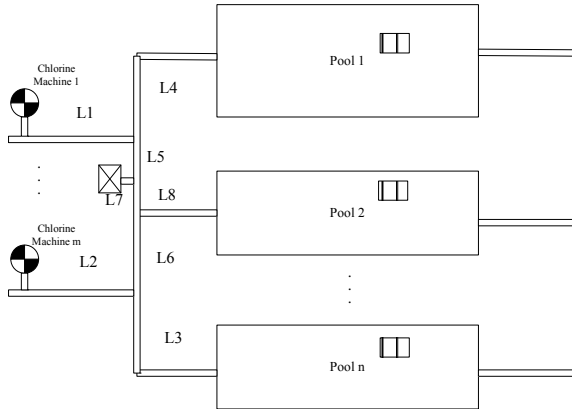 Chlorine
Machine 1
L1
L4
Pool 1
L5
L7
L8
Pool 2
Chlorine
Machine m
L2
L6
L3
Pool n